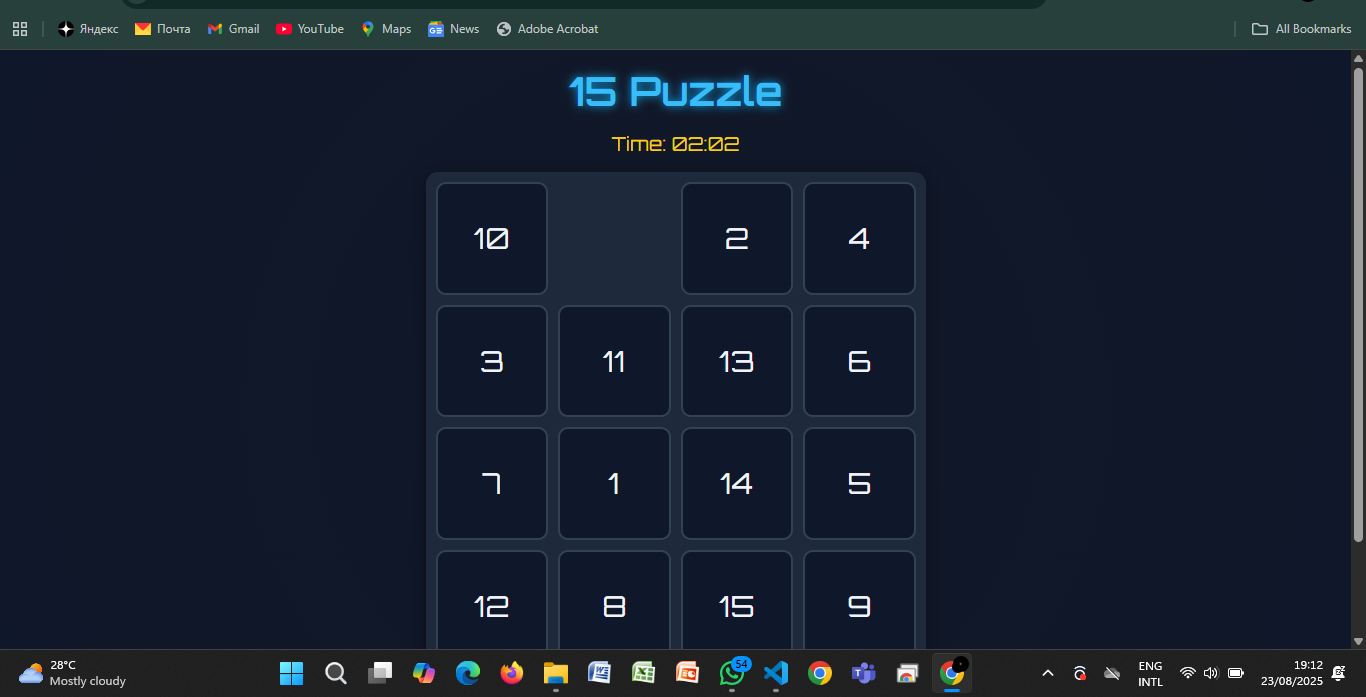 Яндекс Почта Gmail YouTube Maps News Adobe Acrobat All Bookmarks
15 Puzzle
Time: 02:02
10 2 4
3 11 13 6
7 1 14 5
12 8 15 9
28°C
Mostly cloudy
54
ENG
INTL
19:12
23/08/2025